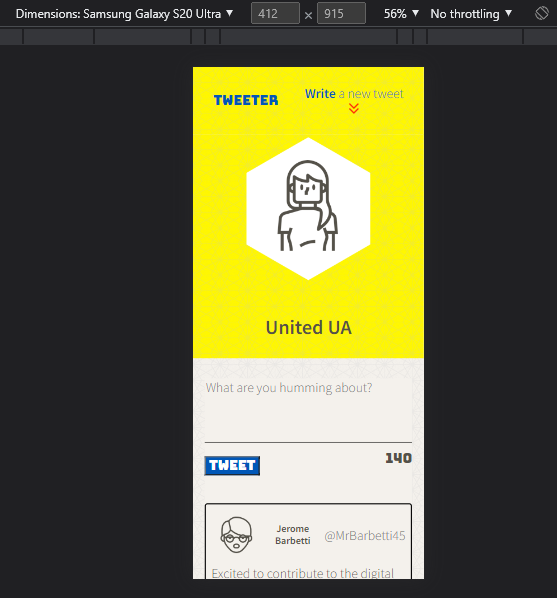 Dimensions: Samsung Galaxy S20 Ultra ▼ 412 × 915 56% ▼ No throttling ▼
TWEETER
Write a new tweet
United UA
What are you humming about?
TWEET
140
Jerome
Barbetti
@MrBarbetti45
Excited to contribute to the digital